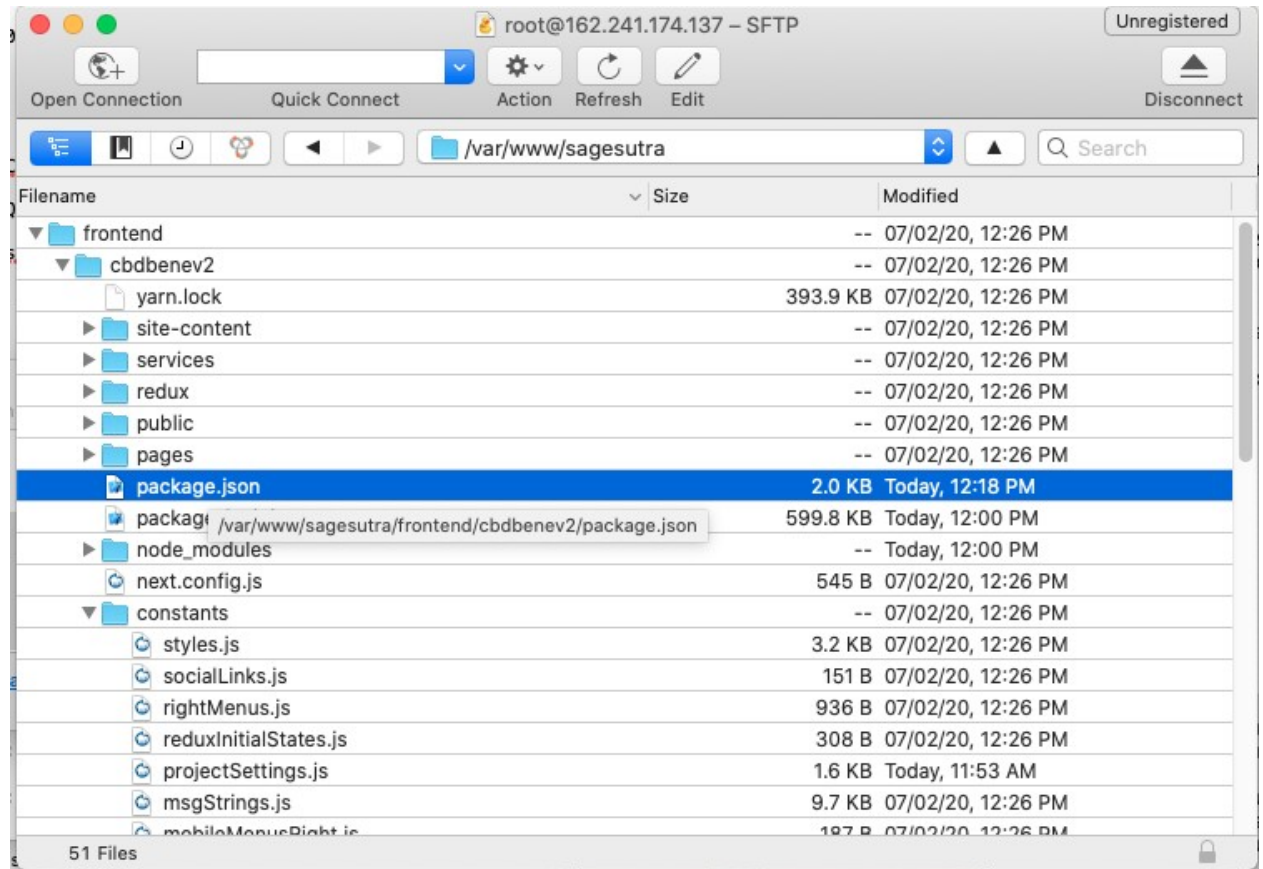 root@162.241.174.137 – SFTP
Unregistered
Open Connection
Quick Connect
Action
Refresh
Edit
Disconnect
/var/www/sagesutra
Search
Filename Size Modified
frontend -- 07/02/20, 12:26 PM
cbdbenev2 -- 07/02/20, 12:26 PM
yarn.lock 393.9 KB 07/02/20, 12:26 PM
site-content -- 07/02/20, 12:26 PM
services -- 07/02/20, 12:26 PM
redux -- 07/02/20, 12:26 PM
public -- 07/02/20, 12:26 PM
pages -- 07/02/20, 12:26 PM
package.json 2.0 KB Today, 12:18 PM
599.8 KB Today, 12:00 PM
/var/www/sagesutra/frontend/cbdbenev2/package.json
node_modules -- Today, 12:00 PM
next.config.js 545 B 07/02/20, 12:26 PM
constants -- 07/02/20, 12:26 PM
styles.js 3.2 KB 07/02/20, 12:26 PM
socialLinks.js 151 B 07/02/20, 12:26 PM
rightMenus.js 936 B 07/02/20, 12:26 PM
reduxInitialStates.js 308 B 07/02/20, 12:26 PM
projectSettings.js 1.6 KB Today, 11:53 AM
msgStrings.js 9.7 KB 07/02/20, 12:26 PM
mobileMenusRight.js 187 B 07/02/20, 12:26 PM
51 Files